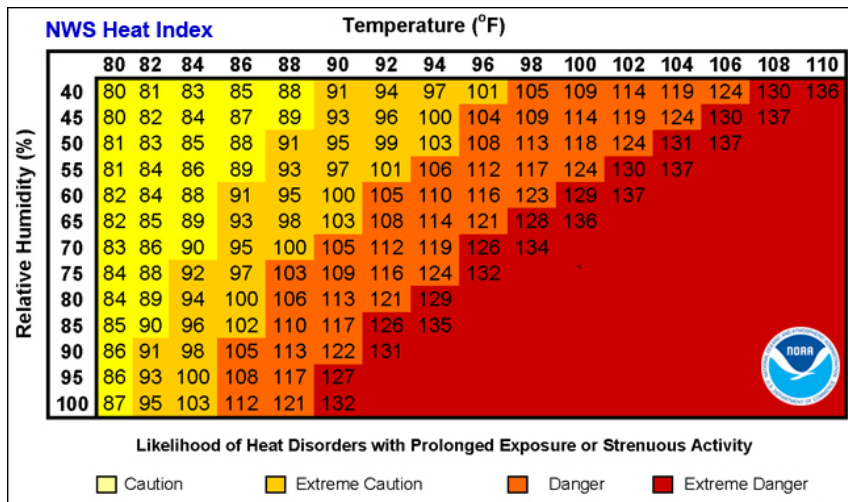 NWS Heat Index Temperature (°F)
80 82 84 86 88 90 92 94 96 98 100 102 104 106 108 110
Relative Humidity (%)
40 80 81 83 85 88 91 94 97 101 105 109 114 119 124 130 136
45 80 82 84 87 89 93 96 100 104 109 114 119 124 130 137
50 81 83 85 88 91 95 99 103 108 113 118 124 131 137
55 81 84 86 89 93 97 101 106 112 117 124 130 137
60 82 84 88 91 95 100 105 110 116 123 129 137
65 82 85 89 93 98 103 108 114 121 128 136
70 83 86 90 95 100 105 112 119 126 134
75 84 88 92 97 103 109 116 124 132
80 84 89 94 100 106 113 121 129
85 85 90 96 102 110 117 126 135
90 86 91 98 105 113 122 131
95 86 93 100 108 117 127
100 87 95 103 112 121 132
NOAA
Likelihood of Heat Disorders with Prolonged Exposure or Strenuous Activity
Caution Extreme Caution Danger Extreme Danger